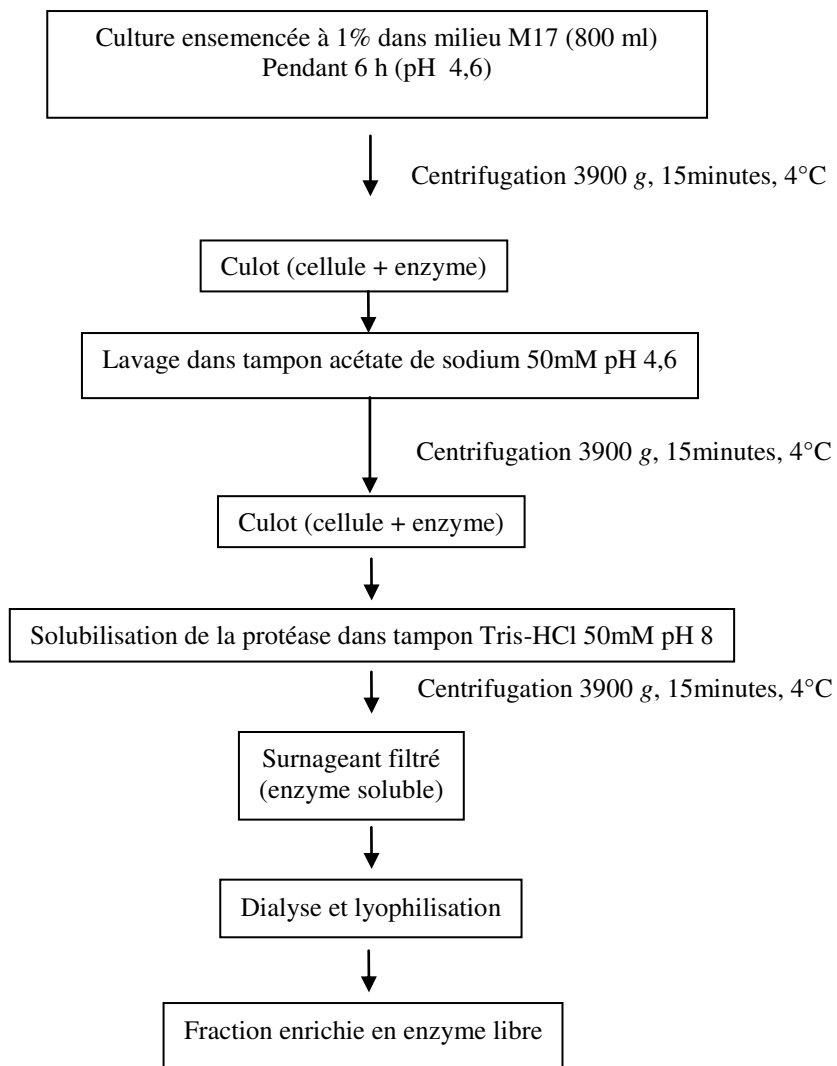 Culture ensemencée à 1% dans milieu M17 (800 ml)
Pendant 6 h (pH 4,6)
Centrifugation 3900 g, 15minutes, 4°C
Culot (cellule + enzyme)
Lavage dans tampon acétate de sodium 50mM pH 4,6
Centrifugation 3900 g, 15minutes, 4°C
Culot (cellule + enzyme)
Solubilisation de la protéase dans tampon Tris-HCl 50mM pH 8
Centrifugation 3900 g, 15minutes, 4°C
Surnageant filtré
(enzyme soluble)
Dialyse et lyophilisation
Fraction enrichie en enzyme libre